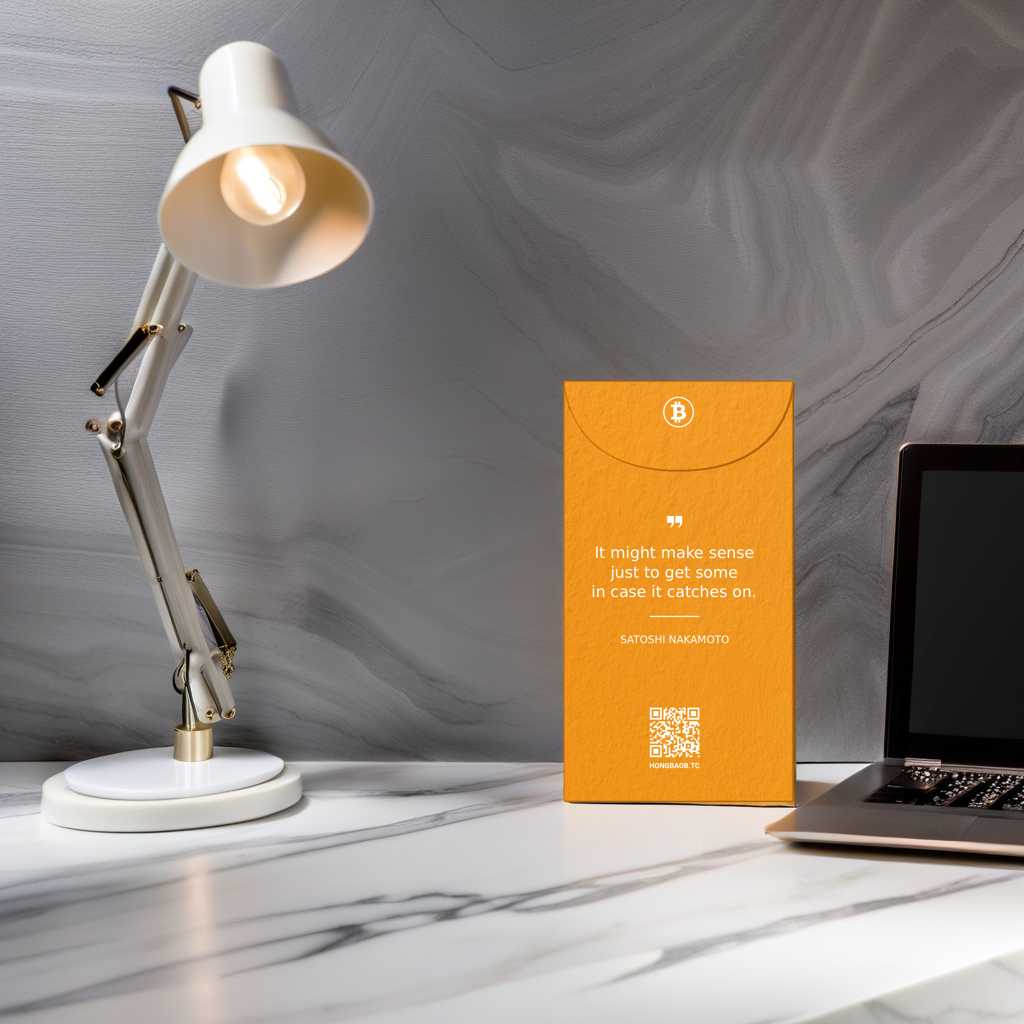 ❞
It might make sense
just to get some
in case it catches on.
SATOSHI NAKAMOTO
HONGBAOB.TC